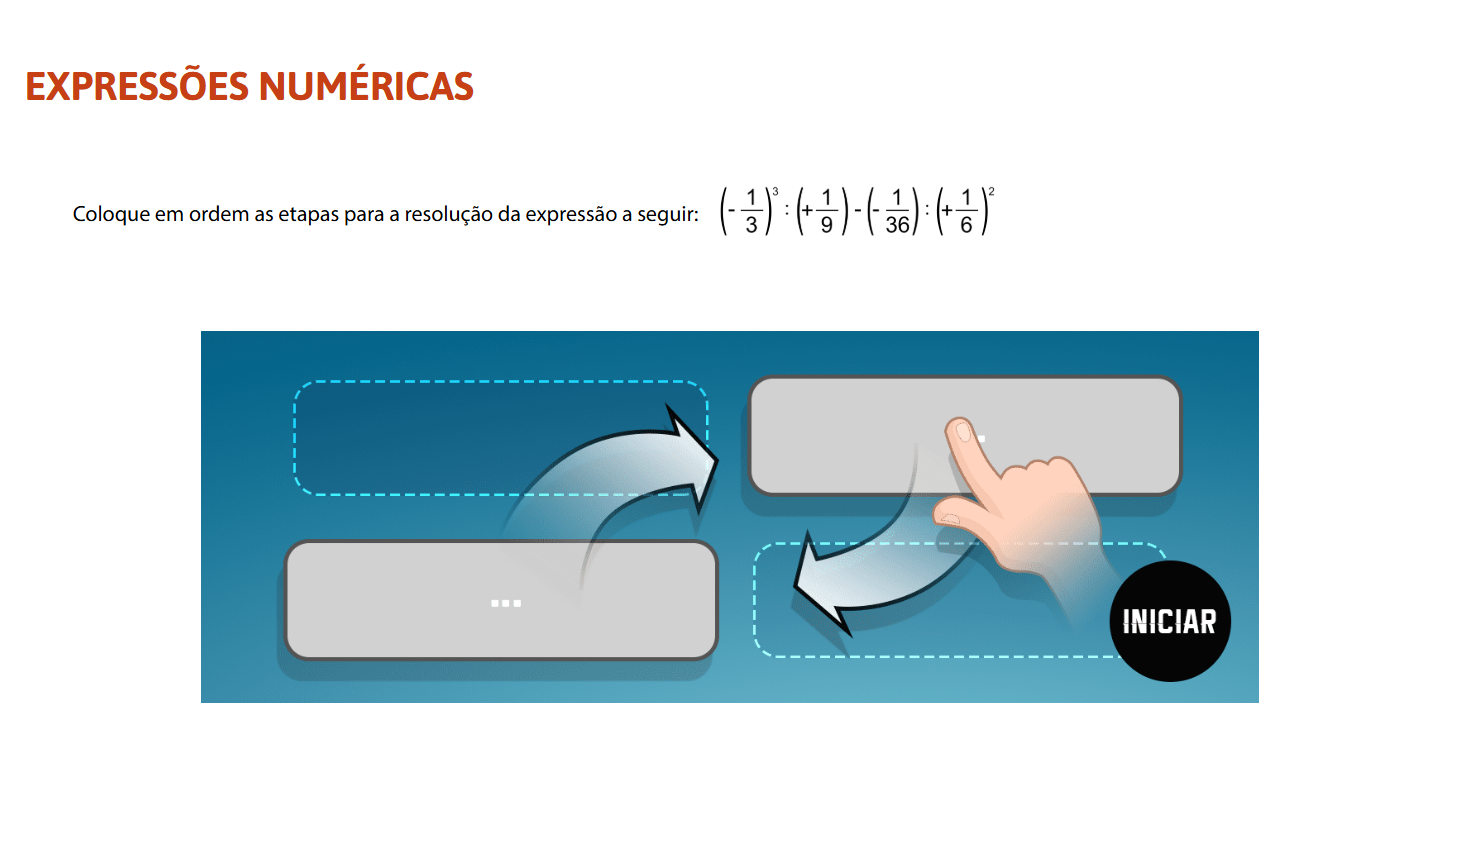 EXPRESSÕES NUMÉRICAS
Coloque em ordem as etapas para a resolução da expressão a seguir: (- 1/3)³ : (+ 1/9) - (- 1/36) : (+ 1/6)²
...
INICIAR